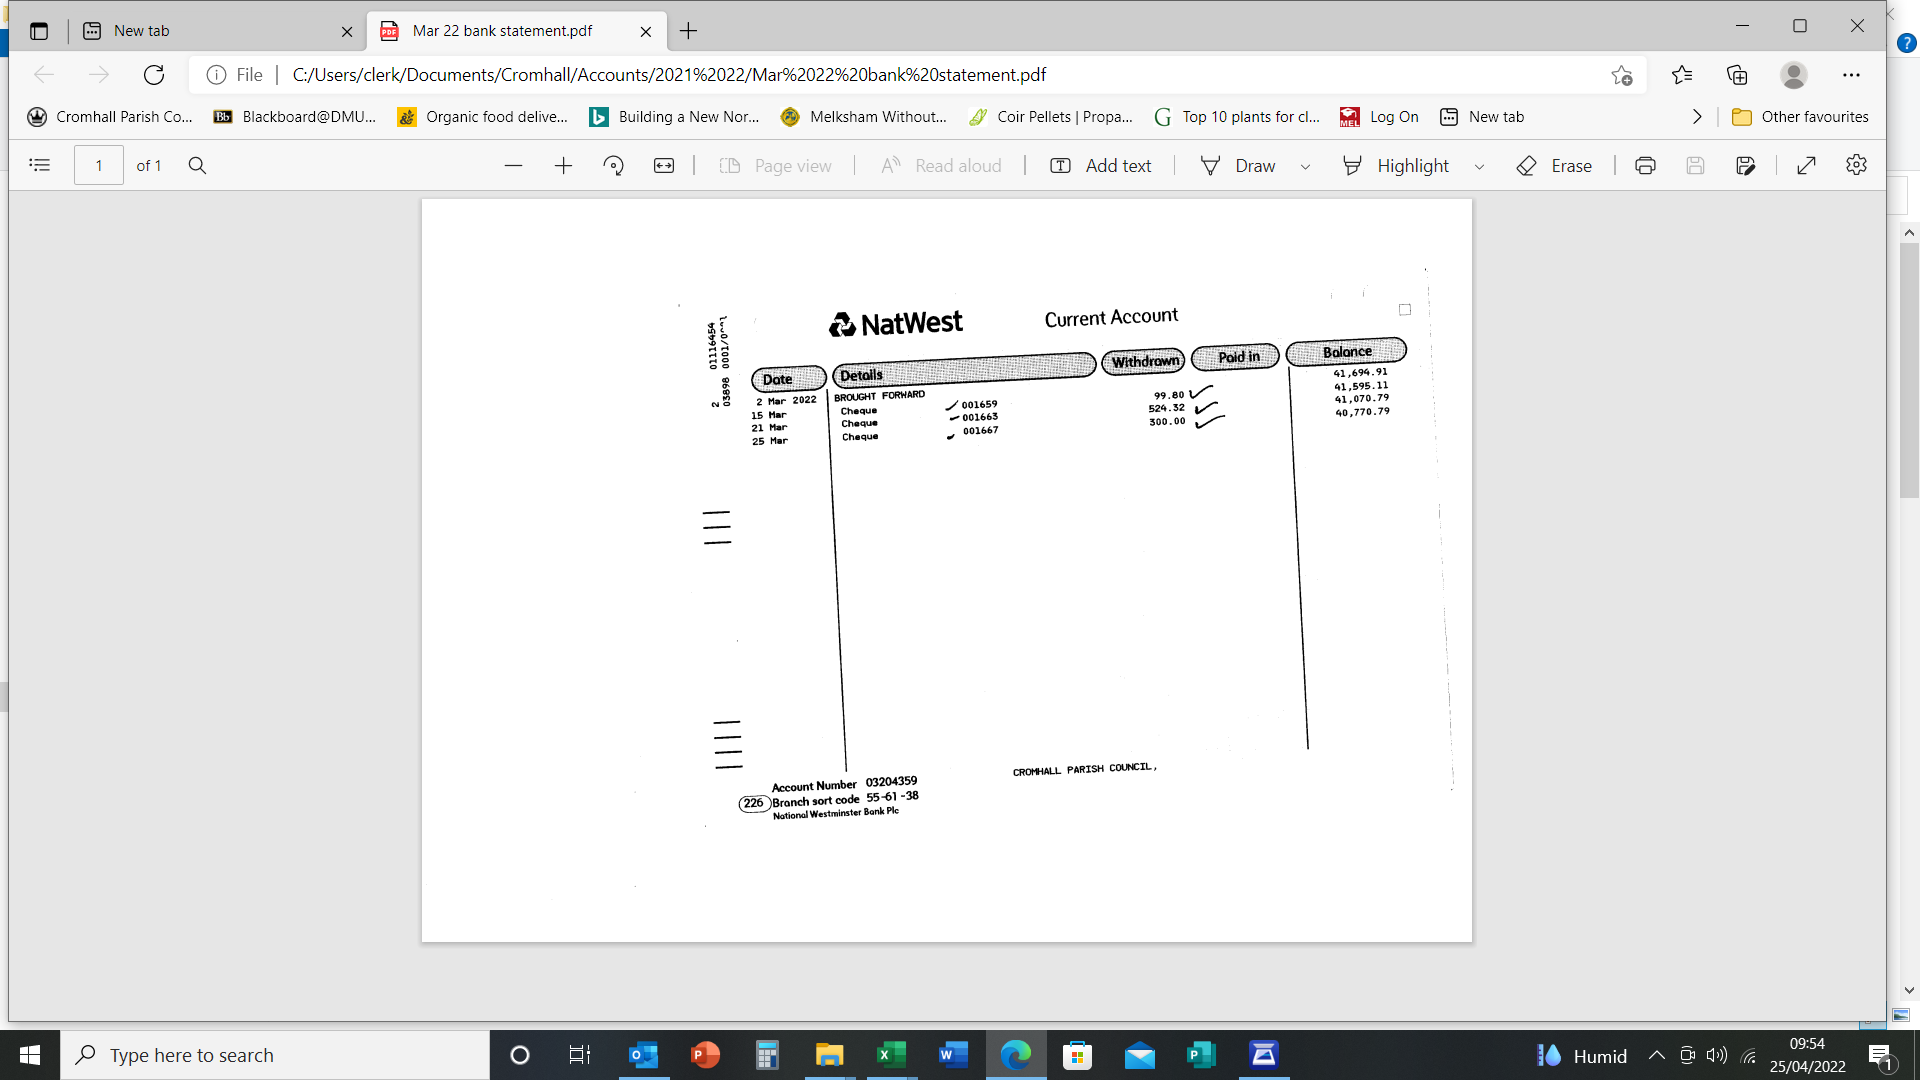 New tab
Mar 22 bank statement.pdf
File
C:/Users/clerk/Documents/Cromhall/Accounts/2021%2022/Mar%2022%20bank%20statement.pdf
Cromhall Parish Co...
Blackboard@DMU...
Organic food delive...
Building a New Nor...
Melksham Without...
Coir Pellets | Propa...
Top 10 plants for cl...
Log On
New tab
Other favourites
1 of 1
Page view
Read aloud
Add text
Draw
Highlight
Erase
NatWest
Current Account
2 01116454
03898 0001/
Date Details Withdrawn Paid in Balance
2 Mar 2022 BROUGHT FORWARD 41,694.91
15 Mar Cheque 001659 99.80 41,595.11
21 Mar Cheque 001663 524.32 41,070.79
25 Mar Cheque 001667 300.00 40,770.79
Account Number 03204359
CROMHALL PARISH COUNCIL,
226 Branch sort code 55-61-38
National Westminster Bank Plc
Type here to search
Humid
09:54
25/04/2022
1